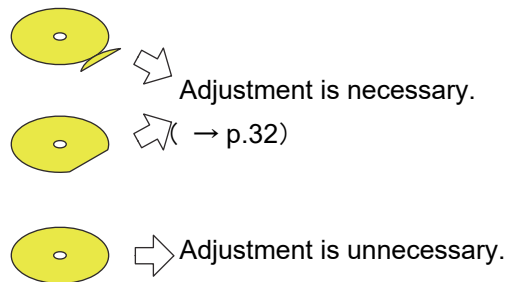 Adjustment is necessary.
( → p.32)
Adjustment is unnecessary.